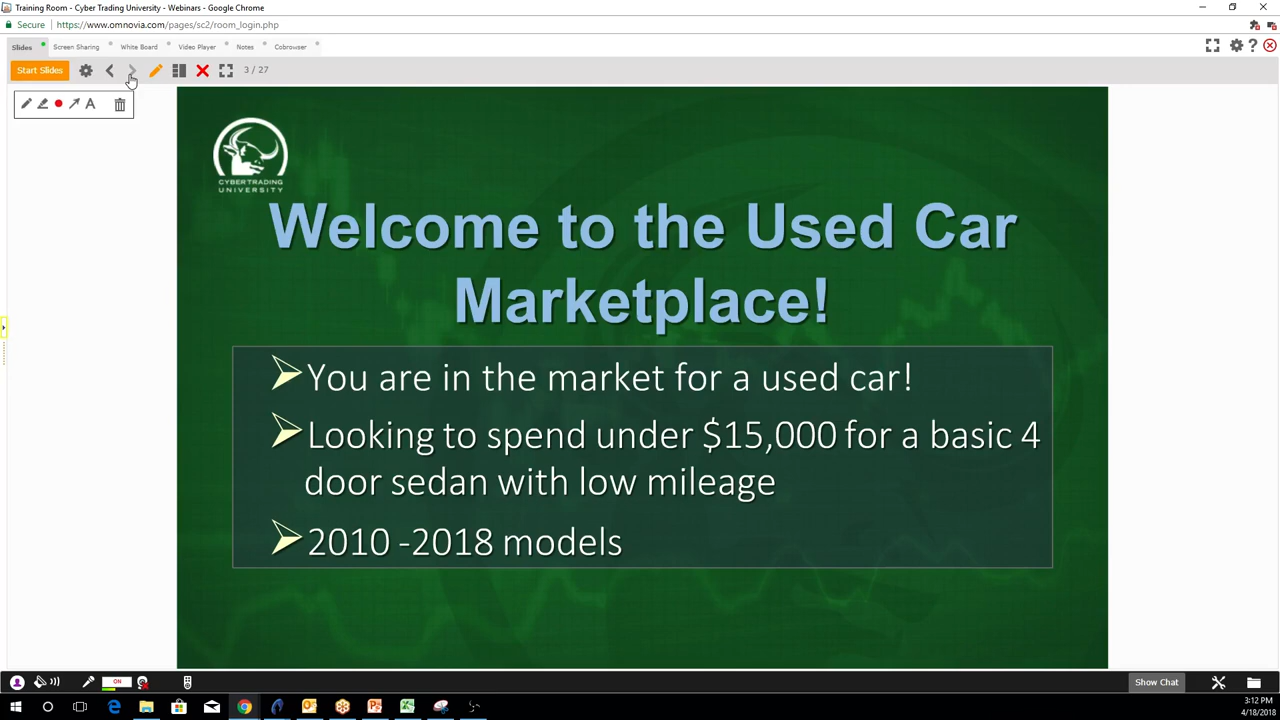 Training Room - Cyber Trading University - Webinars - Google Chrome
Secure https://www.omnovia.com/pages/sc2/room_login.php
Slides Screen Sharing White Board Video Player Notes Cobrowser
Start Slides 3 / 27
A
CYBERTRADING
UNIVERSITY
Welcome to the Used Car
Marketplace!
You are in the market for a used car!
Looking to spend under $15,000 for a basic 4
door sedan with low mileage
2010 -2018 models
ON
Show Chat
3:12 PM
4/18/2018